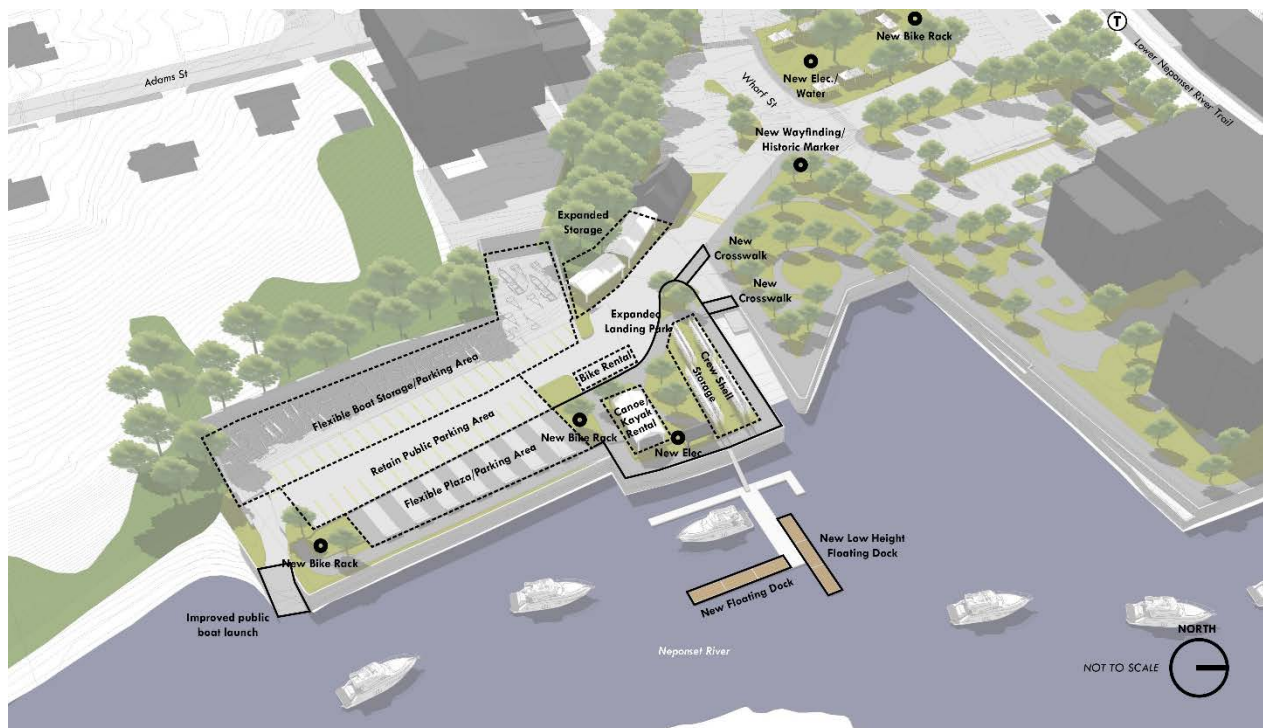 New Bike Rack
T
Adams St
New Elec./
Water
Wharf St
Lower Neponset River Trail
New Wayfinding/
Historic Marker
Expanded
Storage
New
Crosswalk
New
Crosswalk
Expanded
Landing Park
Bike Rental
Crew Shell
Storage
Flexible Boat Storage/Parking Area
Canoe/
Kayak
Rental
Retain Public Parking Area
New Bike Rack
New Elec
Flexible Plaza/Parking Area
New Bike Rack
New Low Height
Floating Dock
New Floating Dock
Improved public
boat launch
Neponset River
NORTH
NOT TO SCALE